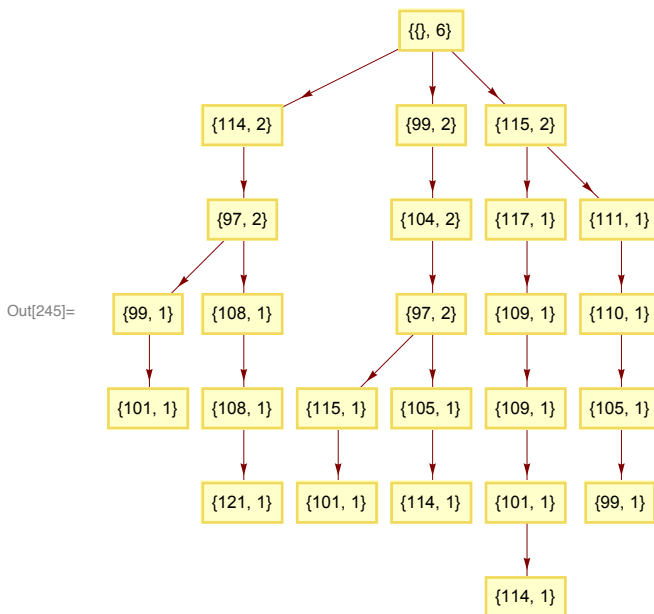 {{}, 6}
{114, 2} {99, 2} {115, 2}
{97, 2} {104, 2} {117, 1} {111, 1}
Out[245]= {99, 1} {108, 1} {97, 2} {109, 1} {110, 1}
{101, 1} {108, 1} {115, 1} {105, 1} {109, 1} {105, 1}
{121, 1} {101, 1} {114, 1} {101, 1} {99, 1}
{114, 1}